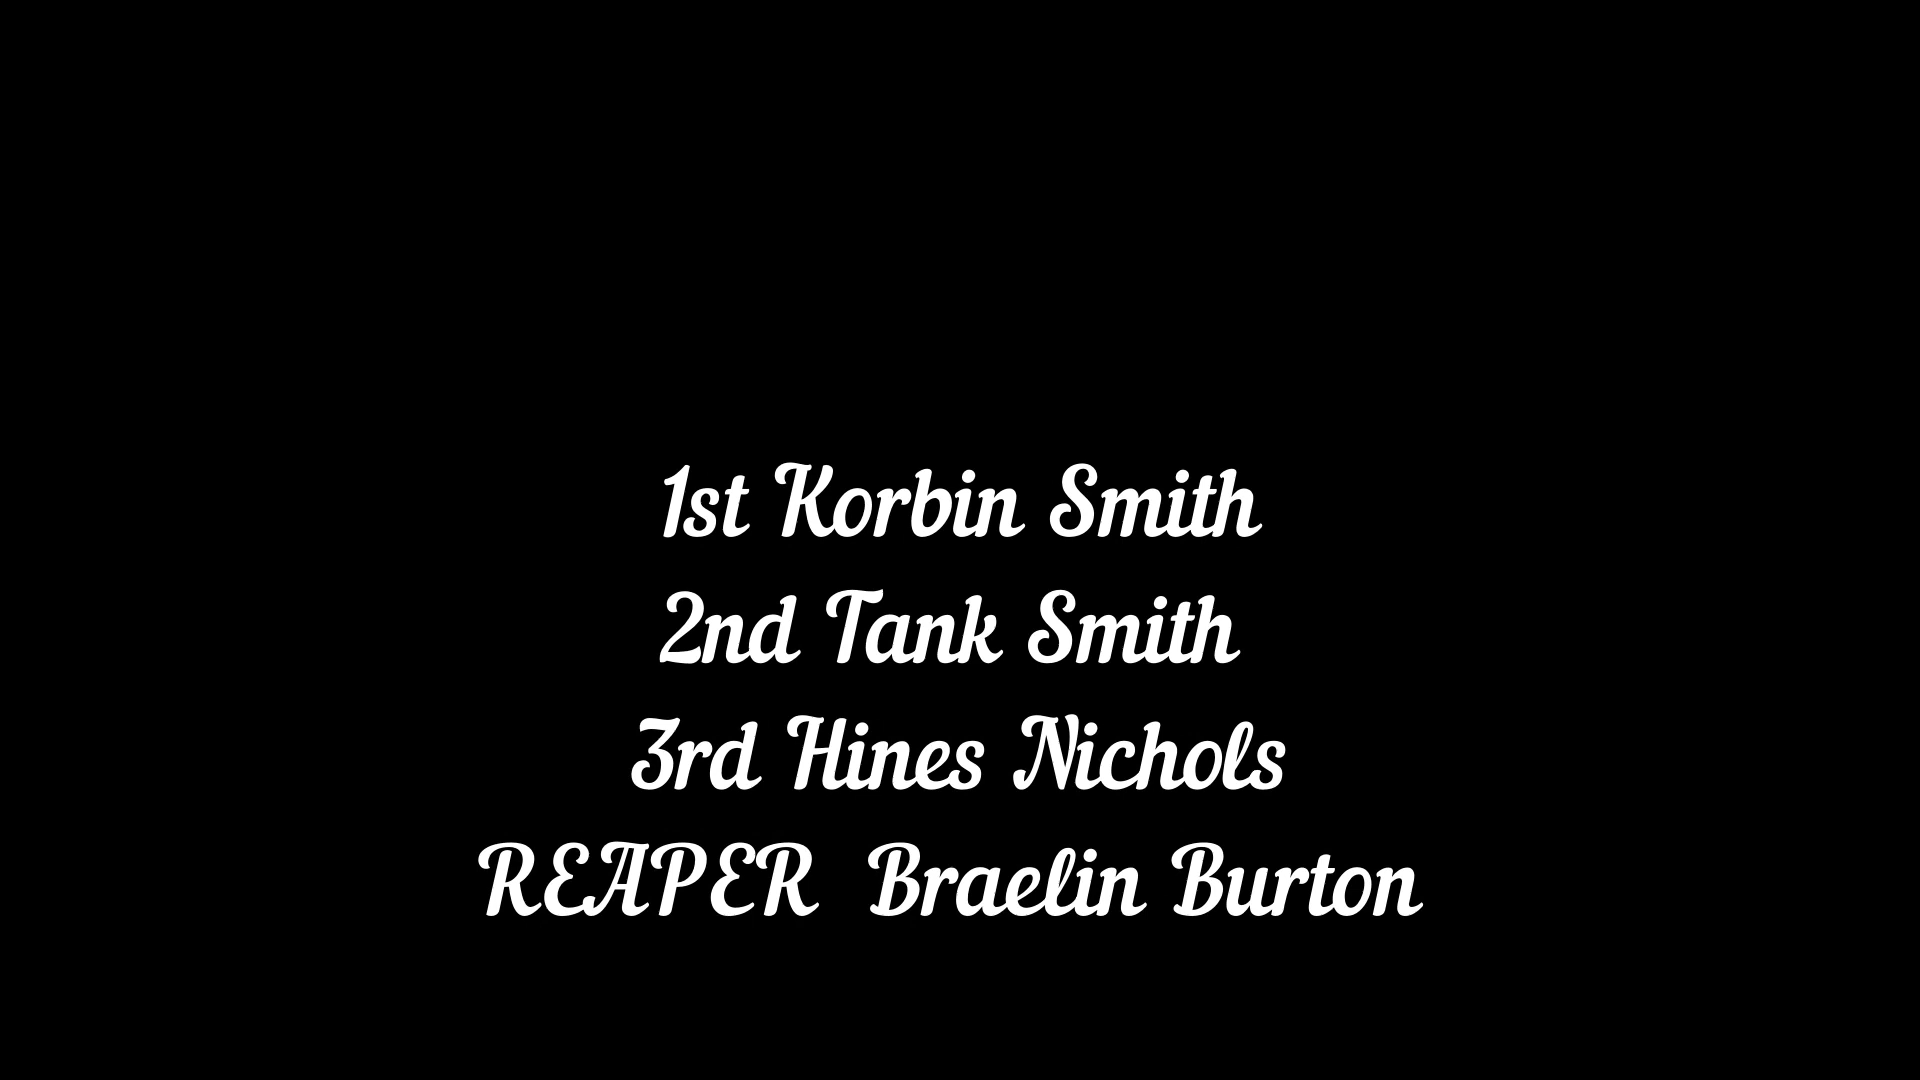 1st Korbin Smith
2nd Tank Smith
3rd Hines Nichols
REAPER Braelin Burton